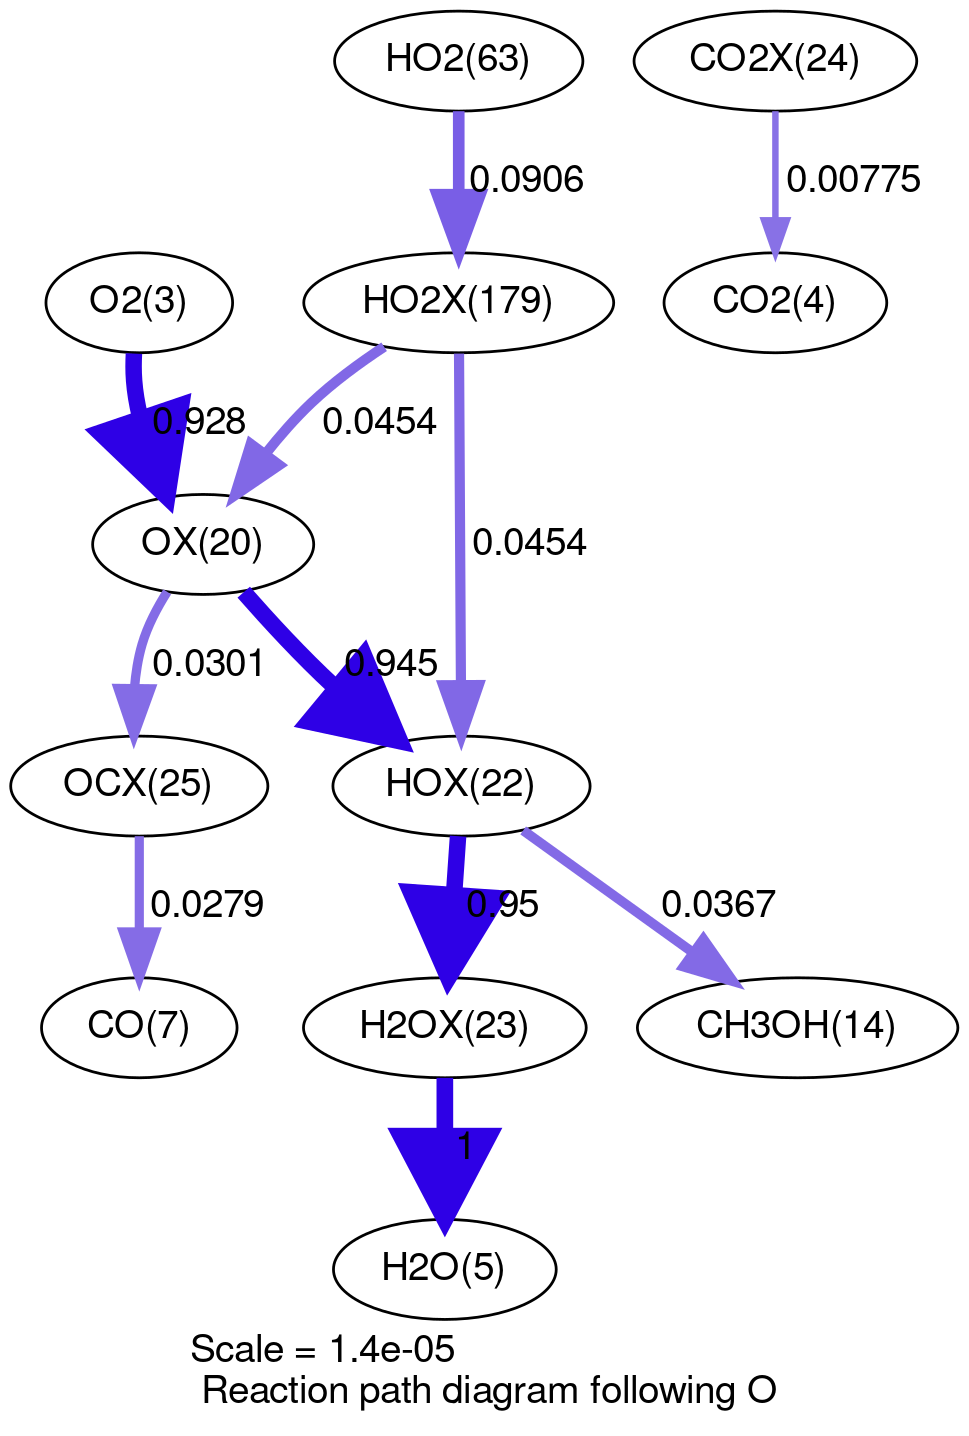 HO2(63)
CO2X(24)
0.0906
0.00775
O2(3)
HO2X(179)
CO2(4)
0.928
0.0454
OX(20)
0.0454
0.0301
0.945
OCX(25)
HOX(22)
0.0279
0.95
0.0367
CO(7)
H2OX(23)
CH3OH(14)
1
H2O(5)
Scale = 1.4e-05
Reaction path diagram following O